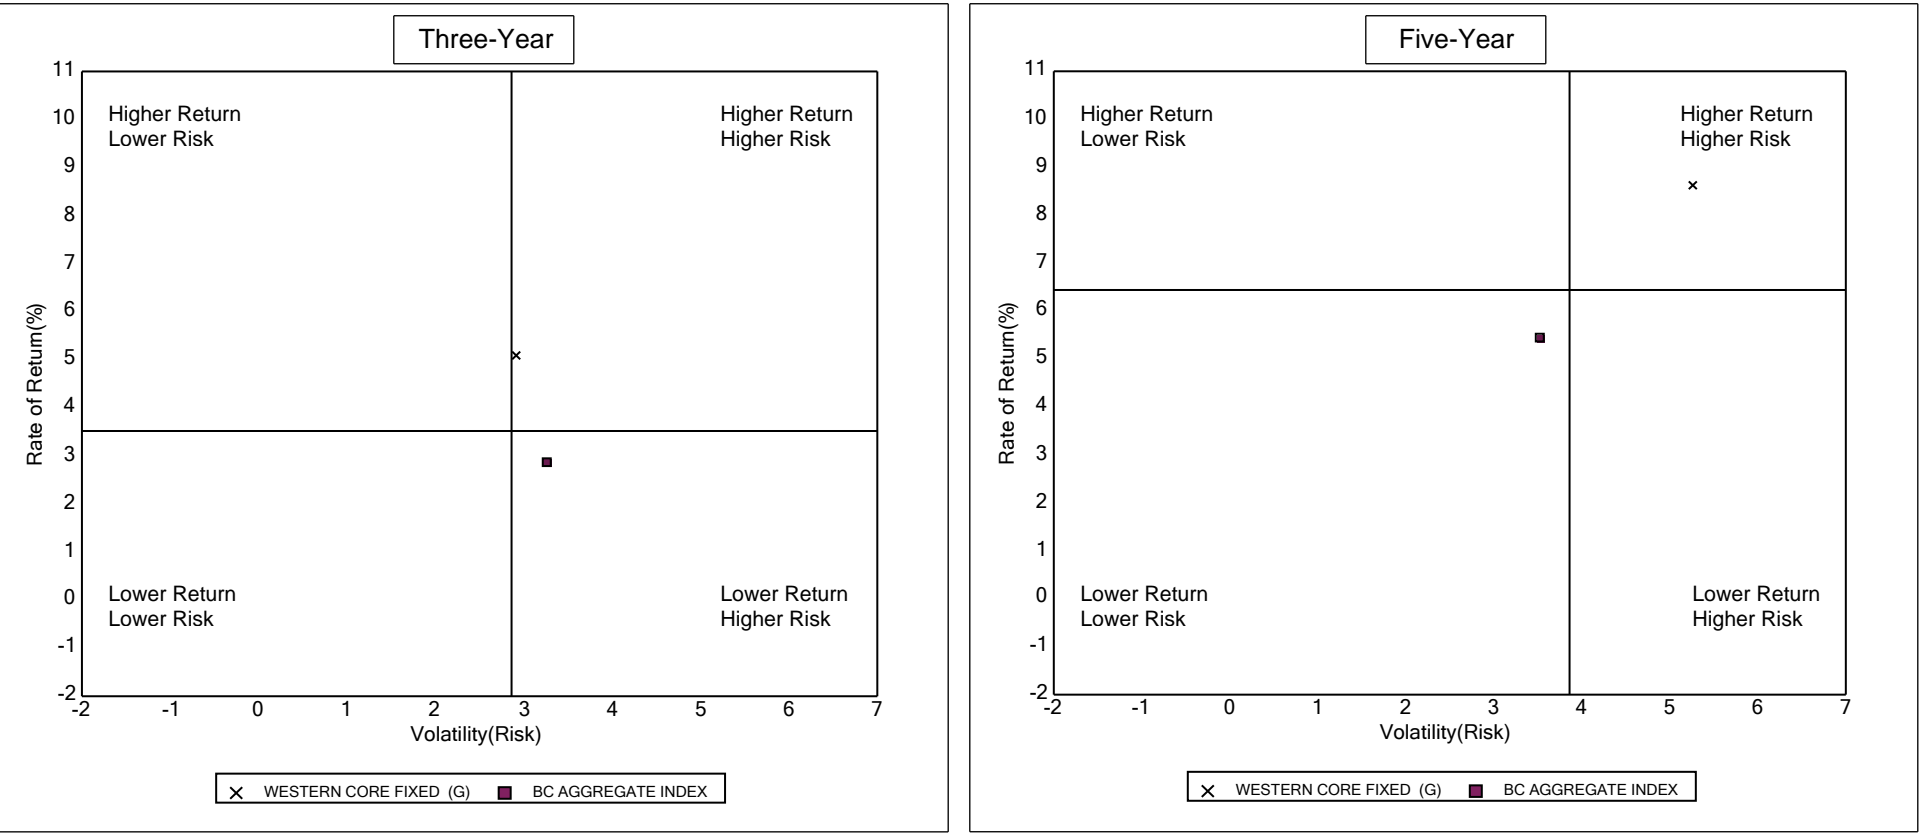 Three-Year
11
10
9
8
7
6
5
4
3
2
1
0
-1
-2
Rate of Return(%)
Higher Return
Lower Risk
Higher Return
Higher Risk
Lower Return
Lower Risk
Lower Return
Higher Risk
-2 -1 0 1 2 3 4 5 6 7
Volatility(Risk)
WESTERN CORE FIXED (G) BC AGGREGATE INDEX
Five-Year
11
10
9
8
7
6
5
4
3
2
1
0
-1
-2
Rate of Return(%)
Higher Return
Lower Risk
Higher Return
Higher Risk
Lower Return
Lower Risk
Lower Return
Higher Risk
-2 -1 0 1 2 3 4 5 6 7
Volatility(Risk)
WESTERN CORE FIXED (G) BC AGGREGATE INDEX